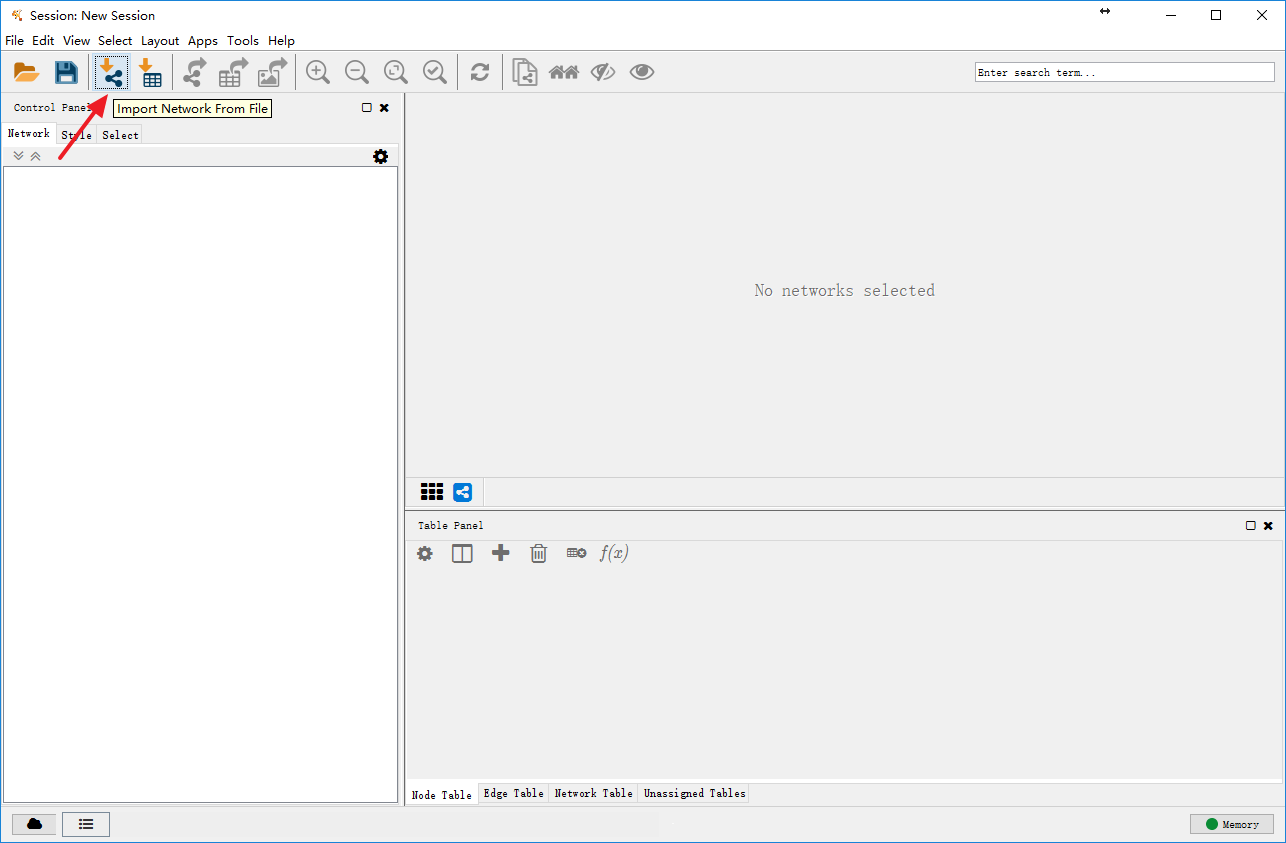 Session: New Session
File Edit View Select Layout Apps Tools Help
Enter search term...
Control Panel
Import Network From File
Network Style Select
No networks selected
Table Panel
f(x)
Node Table Edge Table Network Table Unassigned Tables
Memory